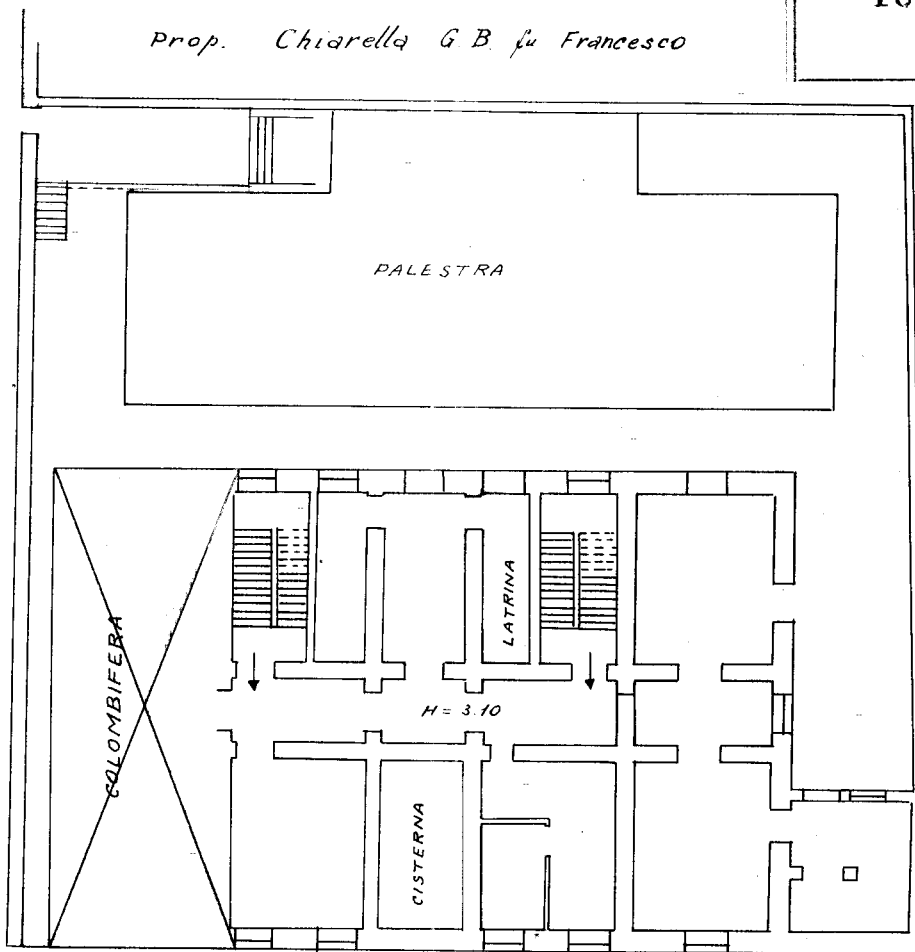 Prop. Chiarella G. B. fu Francesco
PALESTRA
LATRINA
COLOMBIFERA
H = 3.10
CISTERNA